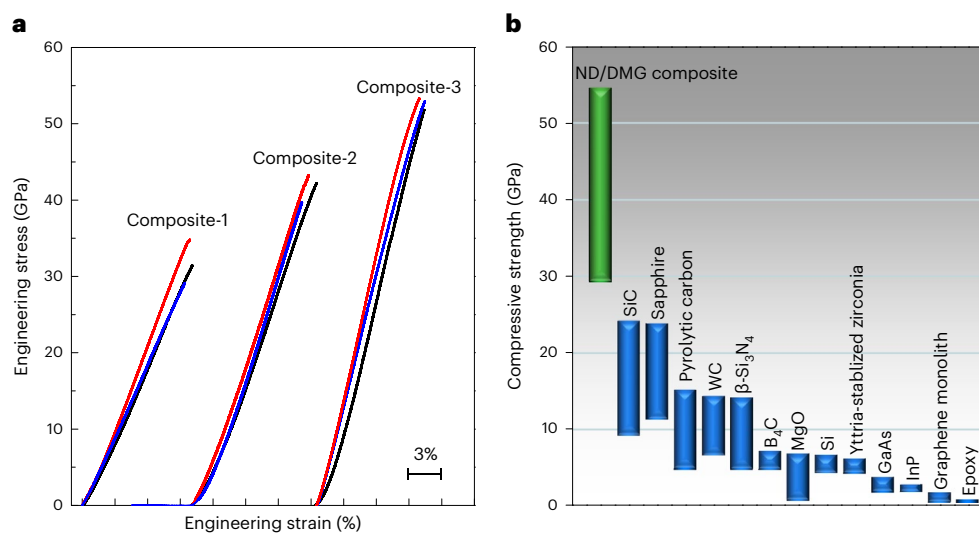 a
60
50
40
30
20
10
0
Engineering stress (GPa)
Engineering strain (%)
Composite-1
Composite-2
Composite-3
3%
b
60
50
40
30
20
10
0
Compressive strength (GPa)
ND/DMG composite
SiC
Sapphire
Pyrolytic carbon
WC
β-Si₃N₄
B₄C
MgO
Si
Yttria-stablized zirconia
GaAs
InP
Graphene monolith
Epoxy